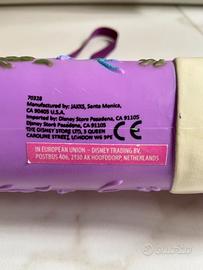 70328
Manufactured by: JAKKS, Santa Monica,
CA 90405 U.S.A.
Imported by: Disney Store Pasadena, CA 91105
Disney Store Pasadena, CA 91105
THE DISNEY STORE LTD, 3 QUEEN
CAROLINE STREET, LONDON W6 9PE
IN EUROPEAN UNION – DISNEY TRADING BV,
POSTBUS 406, 2130 AK HOOFDDORP, NETHERLANDS
subito